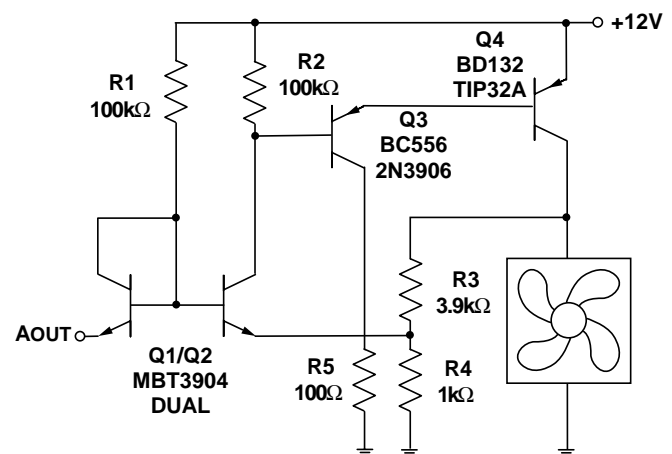 +12V
Q4
BD132
TIP32A
R1
100kΩ
R2
100kΩ
Q3
BC556
2N3906
R3
3.9kΩ
AOUT
Q1/Q2
MBT3904
DUAL
R5
100Ω
R4
1kΩ